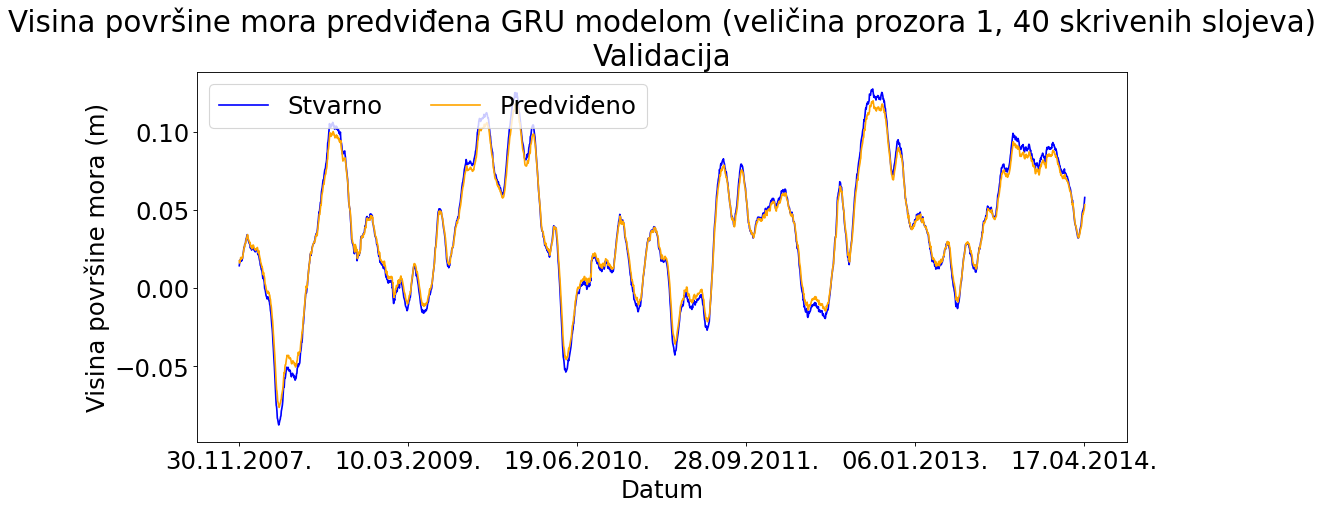 Visina površine mora predviđena GRU modelom (veličina prozora 1, 40 skrivenih slojeva)
Validacija
Stvarno
Predviđeno
Visina površine mora (m)
0.10
0.05
0.00
−0.05
30.11.2007. 10.03.2009. 19.06.2010. 28.09.2011. 06.01.2013. 17.04.2014.
Datum